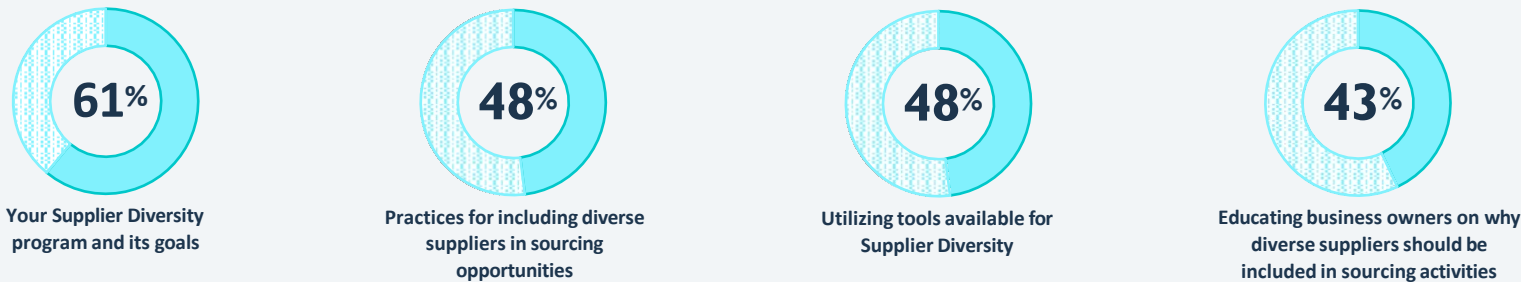 61%
Your Supplier Diversity
program and its goals
48%
Practices for including diverse
suppliers in sourcing
opportunities
48%
Utilizing tools available for
Supplier Diversity
43%
Educating business owners on why
diverse suppliers should be
included in sourcing activities